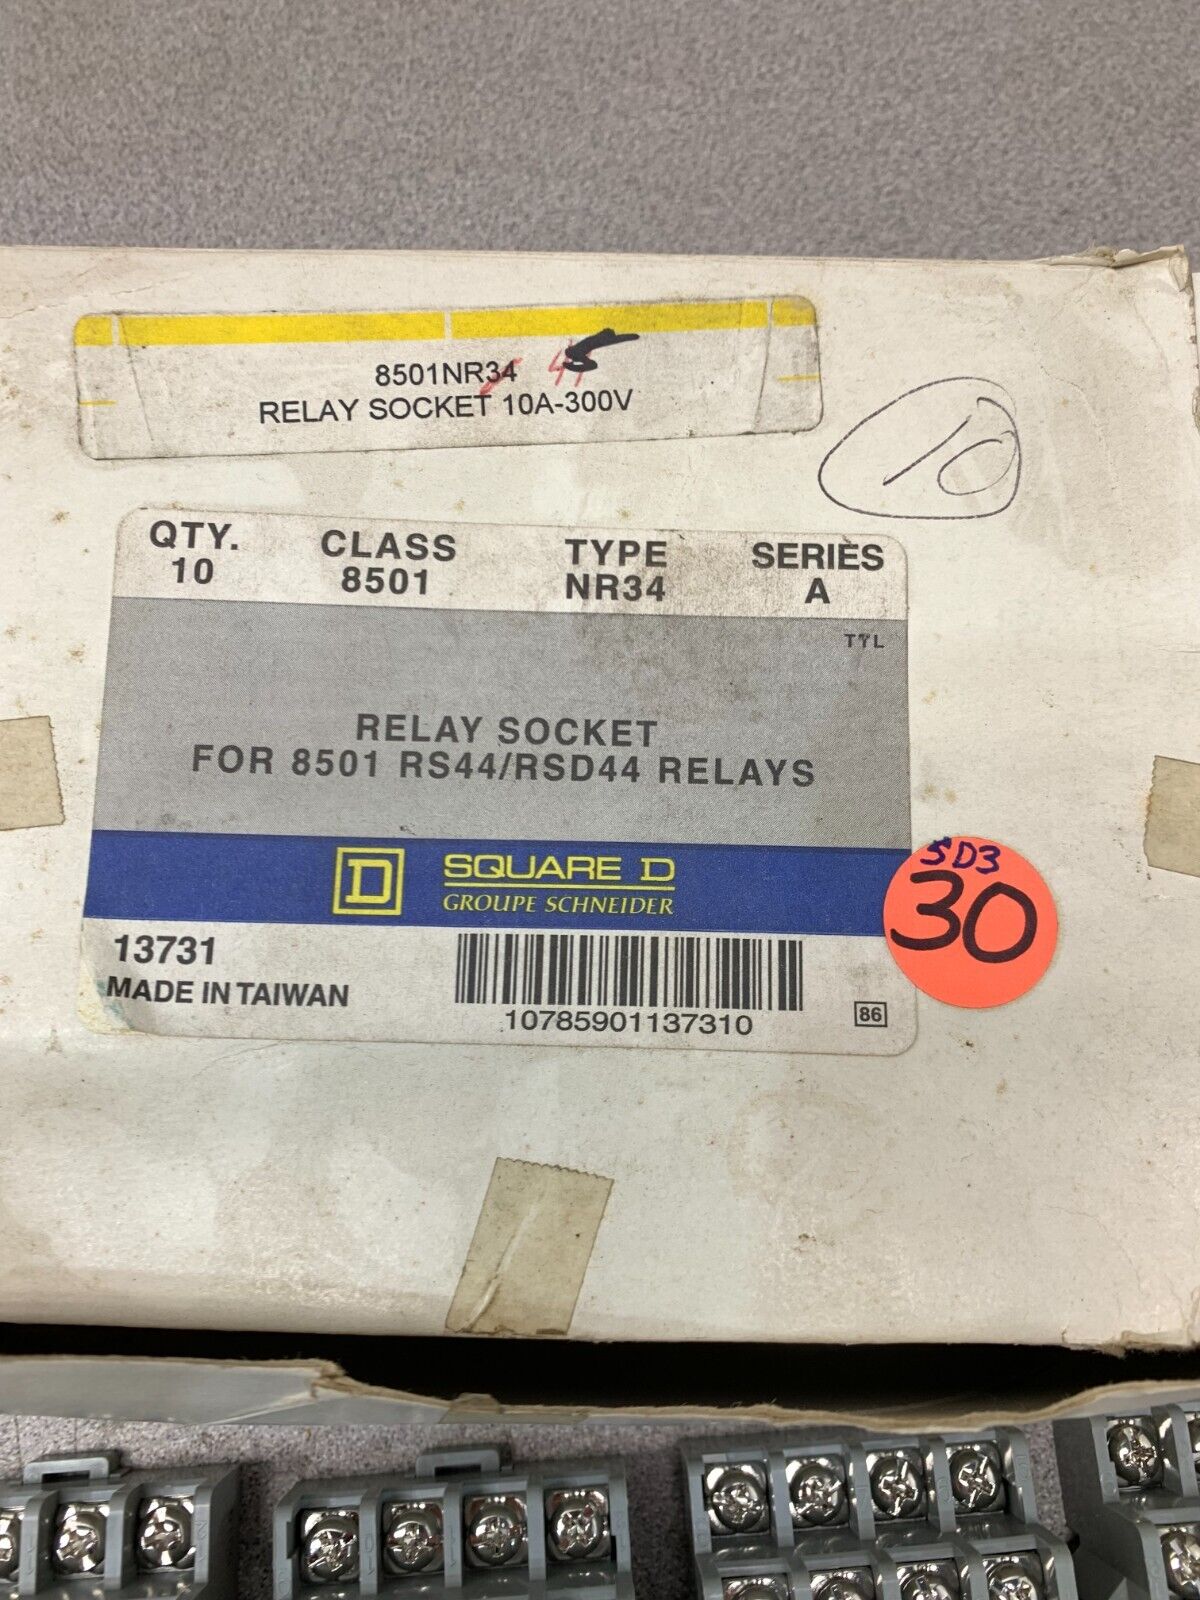 8501NR34
RELAY SOCKET 10A-300V
10
QTY. CLASS TYPE SERIES
10 8501 NR34 A
TYL
RELAY SOCKET
FOR 8501 RS44/RSD44 RELAYS
D SQUARE D
GROUPE SCHNEIDER
SD3
30
13731
MADE IN TAIWAN
10785901137310
86